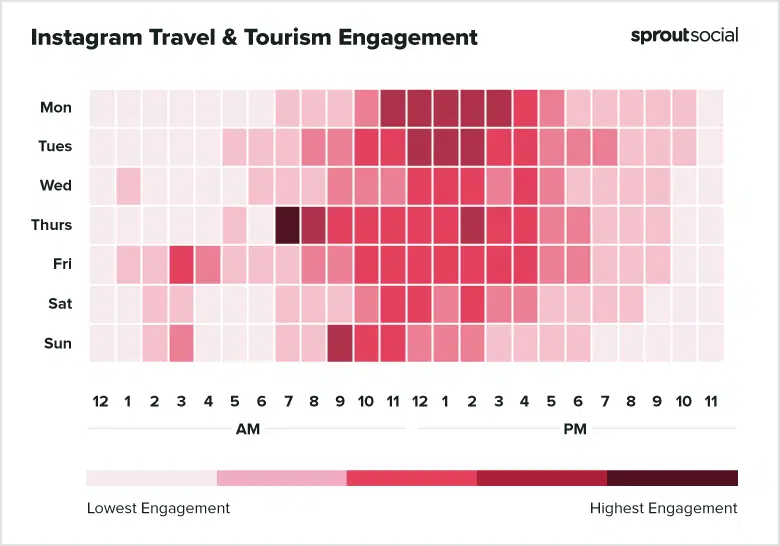 Instagram Travel & Tourism Engagement
sproutsocial
Mon
Tues
Wed
Thurs
Fri
Sat
Sun
12 1 2 3 4 5 6 7 8 9 10 11 12 1 2 3 4 5 6 7 8 9 10 11
AM PM
Lowest Engagement Highest Engagement